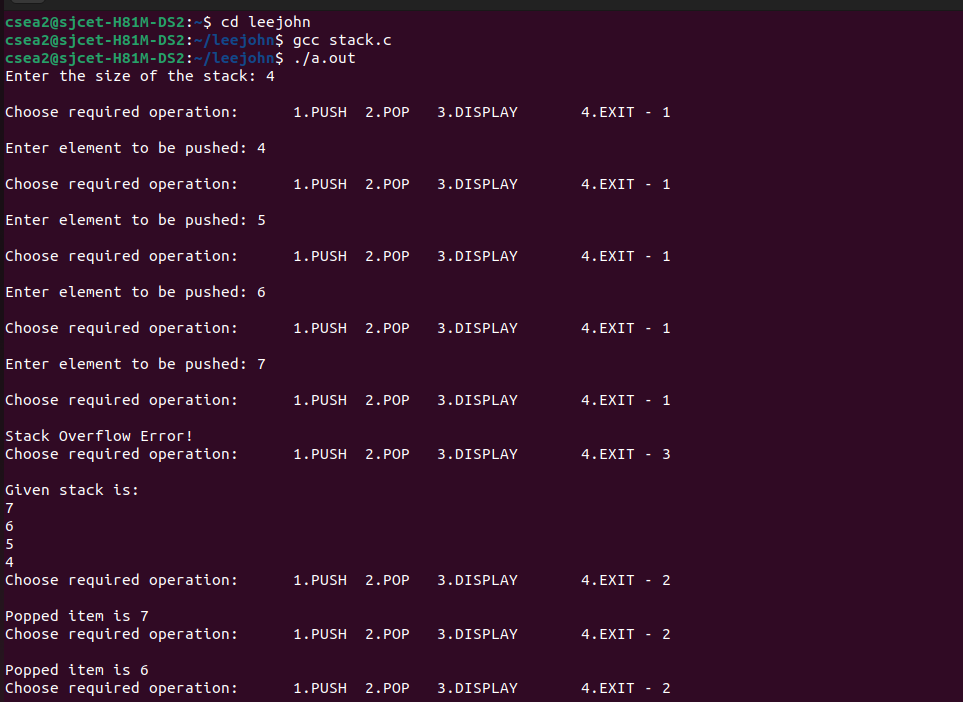 csea2@sjcet-H81M-DS2:~$ cd leejohn
csea2@sjcet-H81M-DS2:~/leejohn$ gcc stack.c
csea2@sjcet-H81M-DS2:~/leejohn$ ./a.out
Enter the size of the stack: 4
Choose required operation:      1.PUSH  2.POP   3.DISPLAY       4.EXIT - 1
Enter element to be pushed: 4
Choose required operation:      1.PUSH  2.POP   3.DISPLAY       4.EXIT - 1
Enter element to be pushed: 5
Choose required operation:      1.PUSH  2.POP   3.DISPLAY       4.EXIT - 1
Enter element to be pushed: 6
Choose required operation:      1.PUSH  2.POP   3.DISPLAY       4.EXIT - 1
Enter element to be pushed: 7
Choose required operation:      1.PUSH  2.POP   3.DISPLAY       4.EXIT - 1
Stack Overflow Error!
Choose required operation:      1.PUSH  2.POP   3.DISPLAY       4.EXIT - 3
Given stack is:
7
6
5
4
Choose required operation:      1.PUSH  2.POP   3.DISPLAY       4.EXIT - 2
Popped item is 7
Choose required operation:      1.PUSH  2.POP   3.DISPLAY       4.EXIT - 2
Popped item is 6
Choose required operation:      1.PUSH  2.POP   3.DISPLAY       4.EXIT - 2